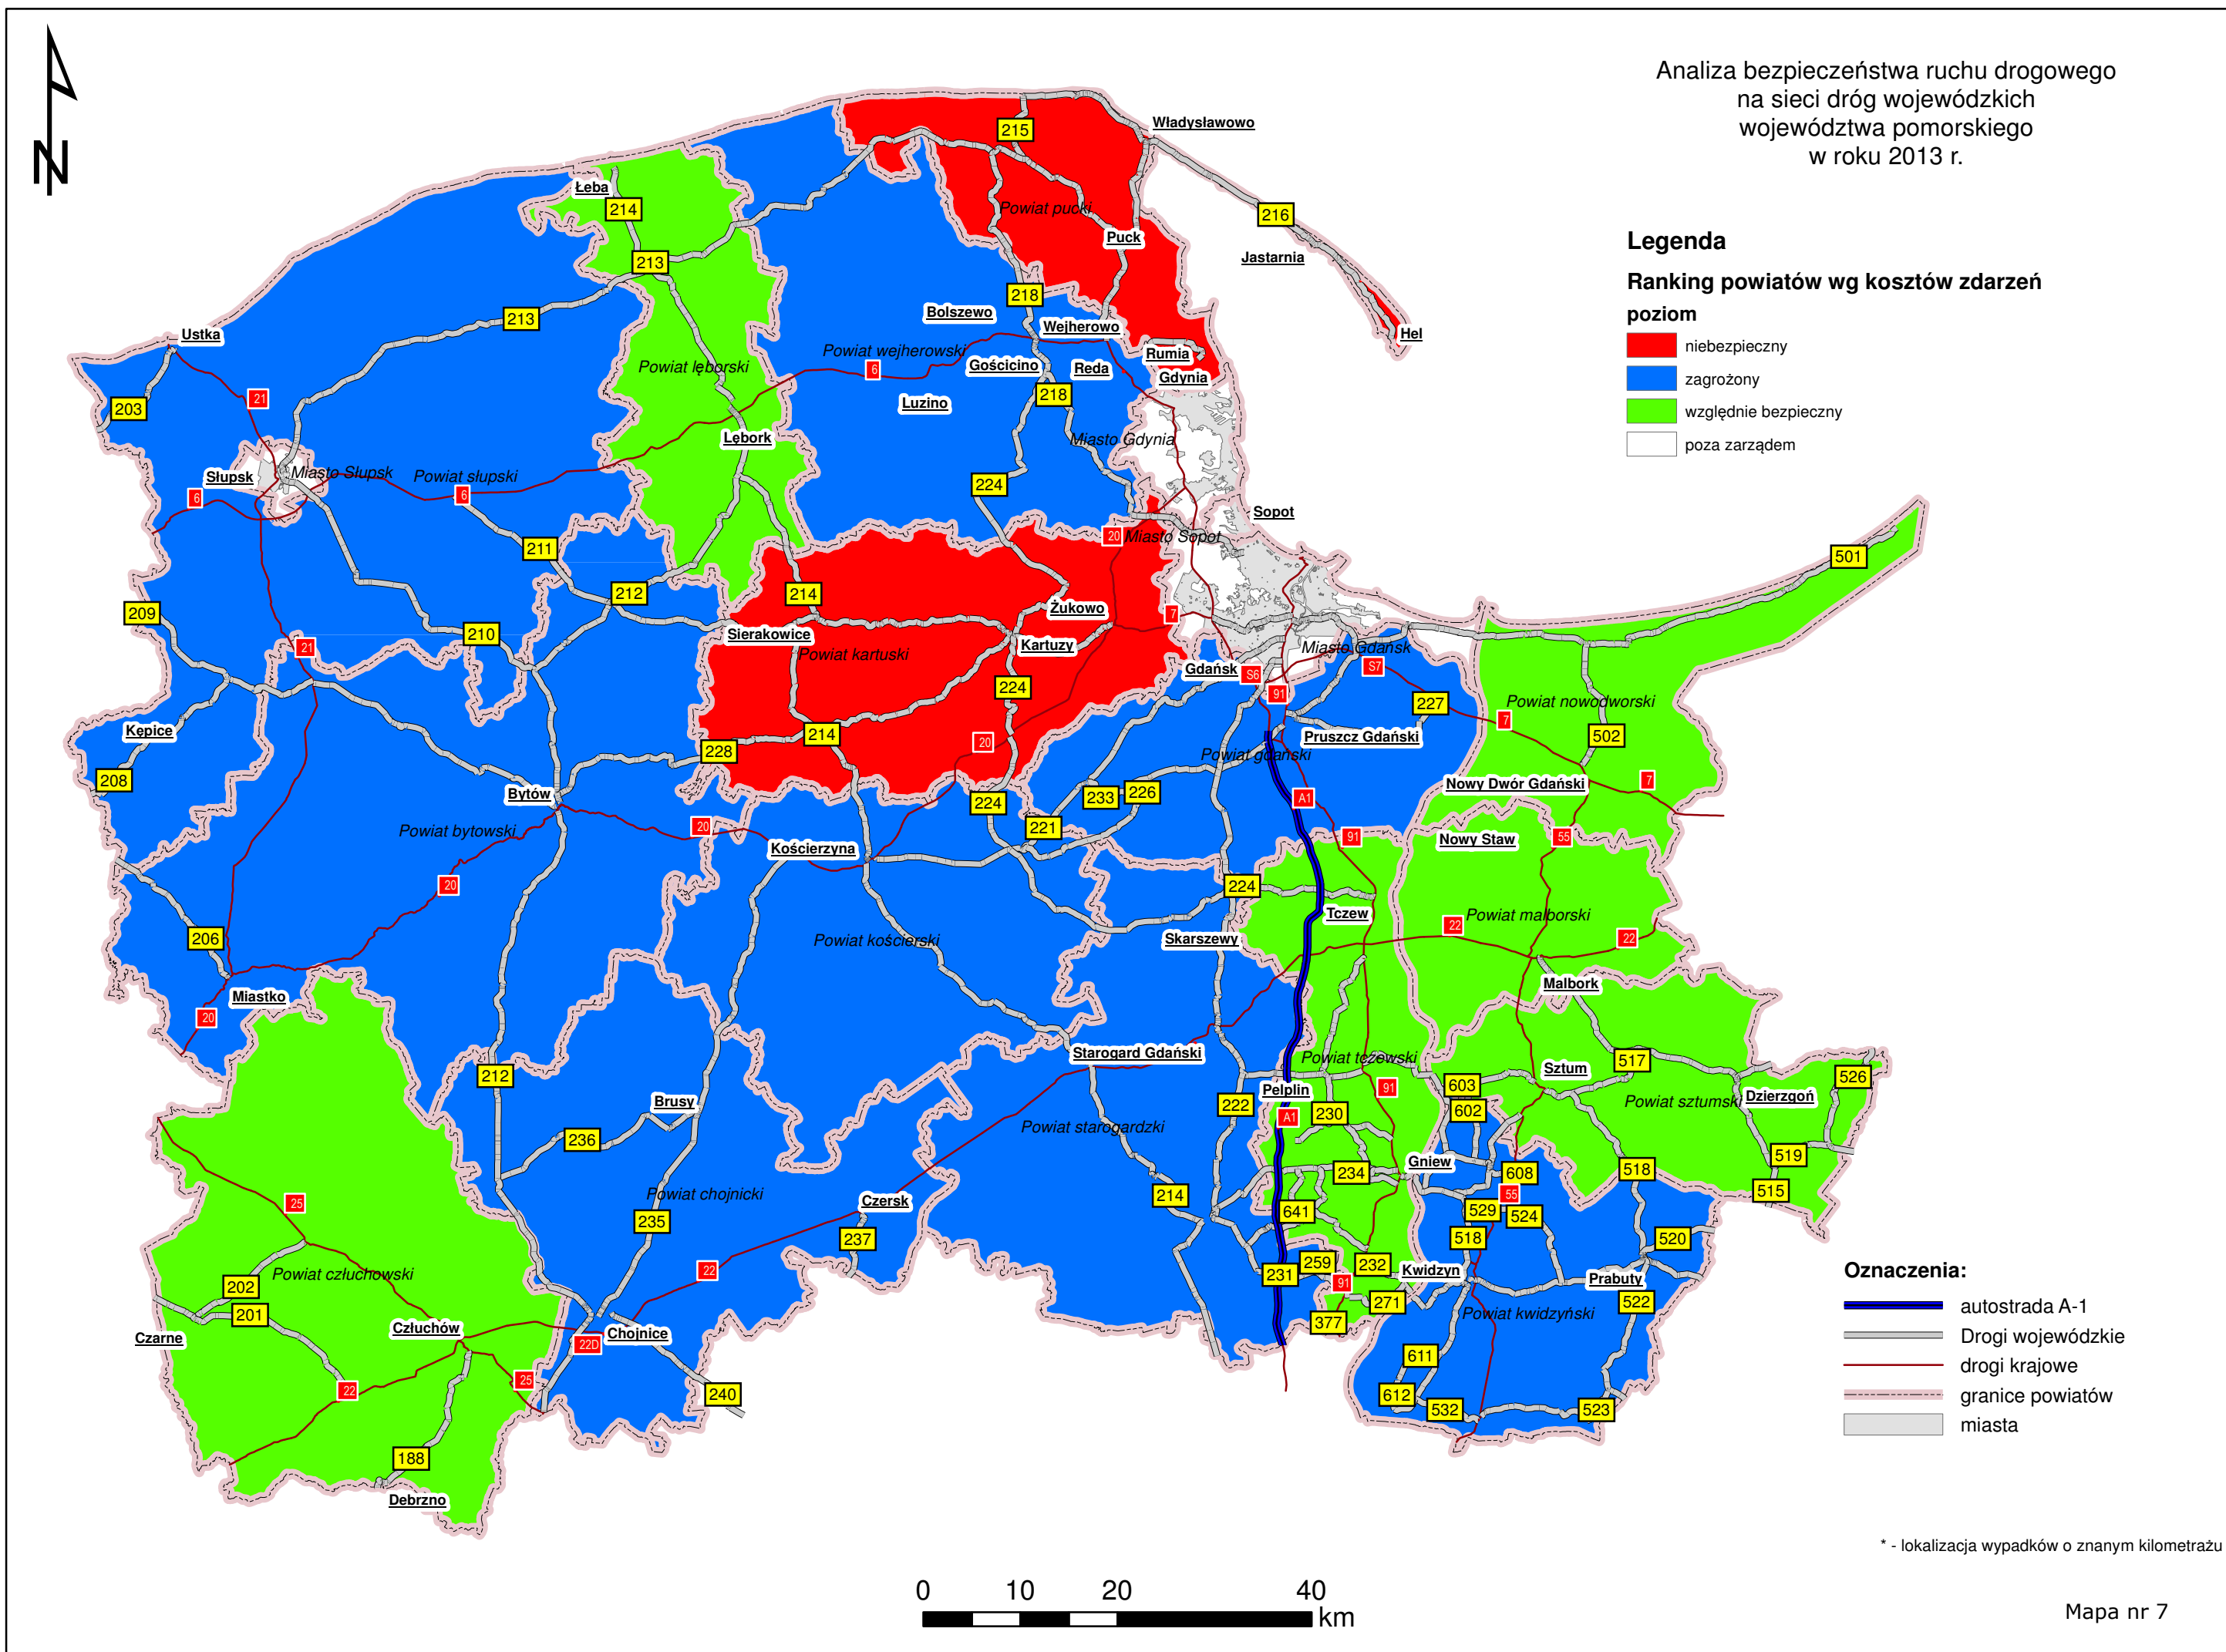 Analiza bezpieczeństwa ruchu drogowego
na sieci dróg wojewódzkich
województwa pomorskiego
w roku 2013 r.
Legenda
Ranking powiatów wg kosztów zdarzeń
poziom
niebezpieczny
zagrożony
względnie bezpieczny
poza zarządem
N
Władysławowo
215
Łeba
214
Powiat pucki
216
Puck
Jastarnia
213
218
Bolszewo
213
Wejherowo
Ustka
Hel
Powiat wejherowski
Rumia
Powiat lęborski
6
Gościcino
Reda
Gdynia
21
218
203
Luzino
Lębork
Miasto Gdynia
Słupsk
Miasto Słupsk
Powiat słupski
224
6
6
Sopot
20
Miasto Sopot
211
501
212
214
Żukowo
7
209
Sierakowice
210
Kartuzy
21
Powiat kartuski
Miasto Gdańsk
Gdańsk
S6
S7
224
91
227
Powiat nowodworski
7
Kępice
214
Pruszcz Gdański
502
20
228
Powiat gdański
208
Nowy Dwór Gdański
7
Bytów
233
226
A1
224
Powiat bytowski
20
221
91
Nowy Staw
55
Kościerzyna
20
224
Tczew
Powiat malborski
206
Powiat kościerski
Skarszewy
22
22
Malbork
Miastko
20
Starogard Gdański
Powiat tczewski
517
Sztum
212
526
Pelplin
91
603
Dzierzgoń
Brusy
222
A1
230
602
Powiat sztumski
236
Powiat starogardzki
519
Gniew
234
608
518
Powiat chojnicki
Czersk
214
55
515
25
641
529
524
235
237
518
520
22
259
232
Kwidzyn
Powiat człuchowski
231
Prabuty
202
91
271
522
201
377
Powiat kwidzyński
Człuchów
Czarne
22D
Chojnice
611
25
22
240
612
532
523
188
Debrzno
Oznaczenia:
autostrada A-1
Drogi wojewódzkie
drogi krajowe
granice powiatów
miasta
* - lokalizacja wypadków o znanym kilometrażu
0 10 20 40
km
Mapa nr 7